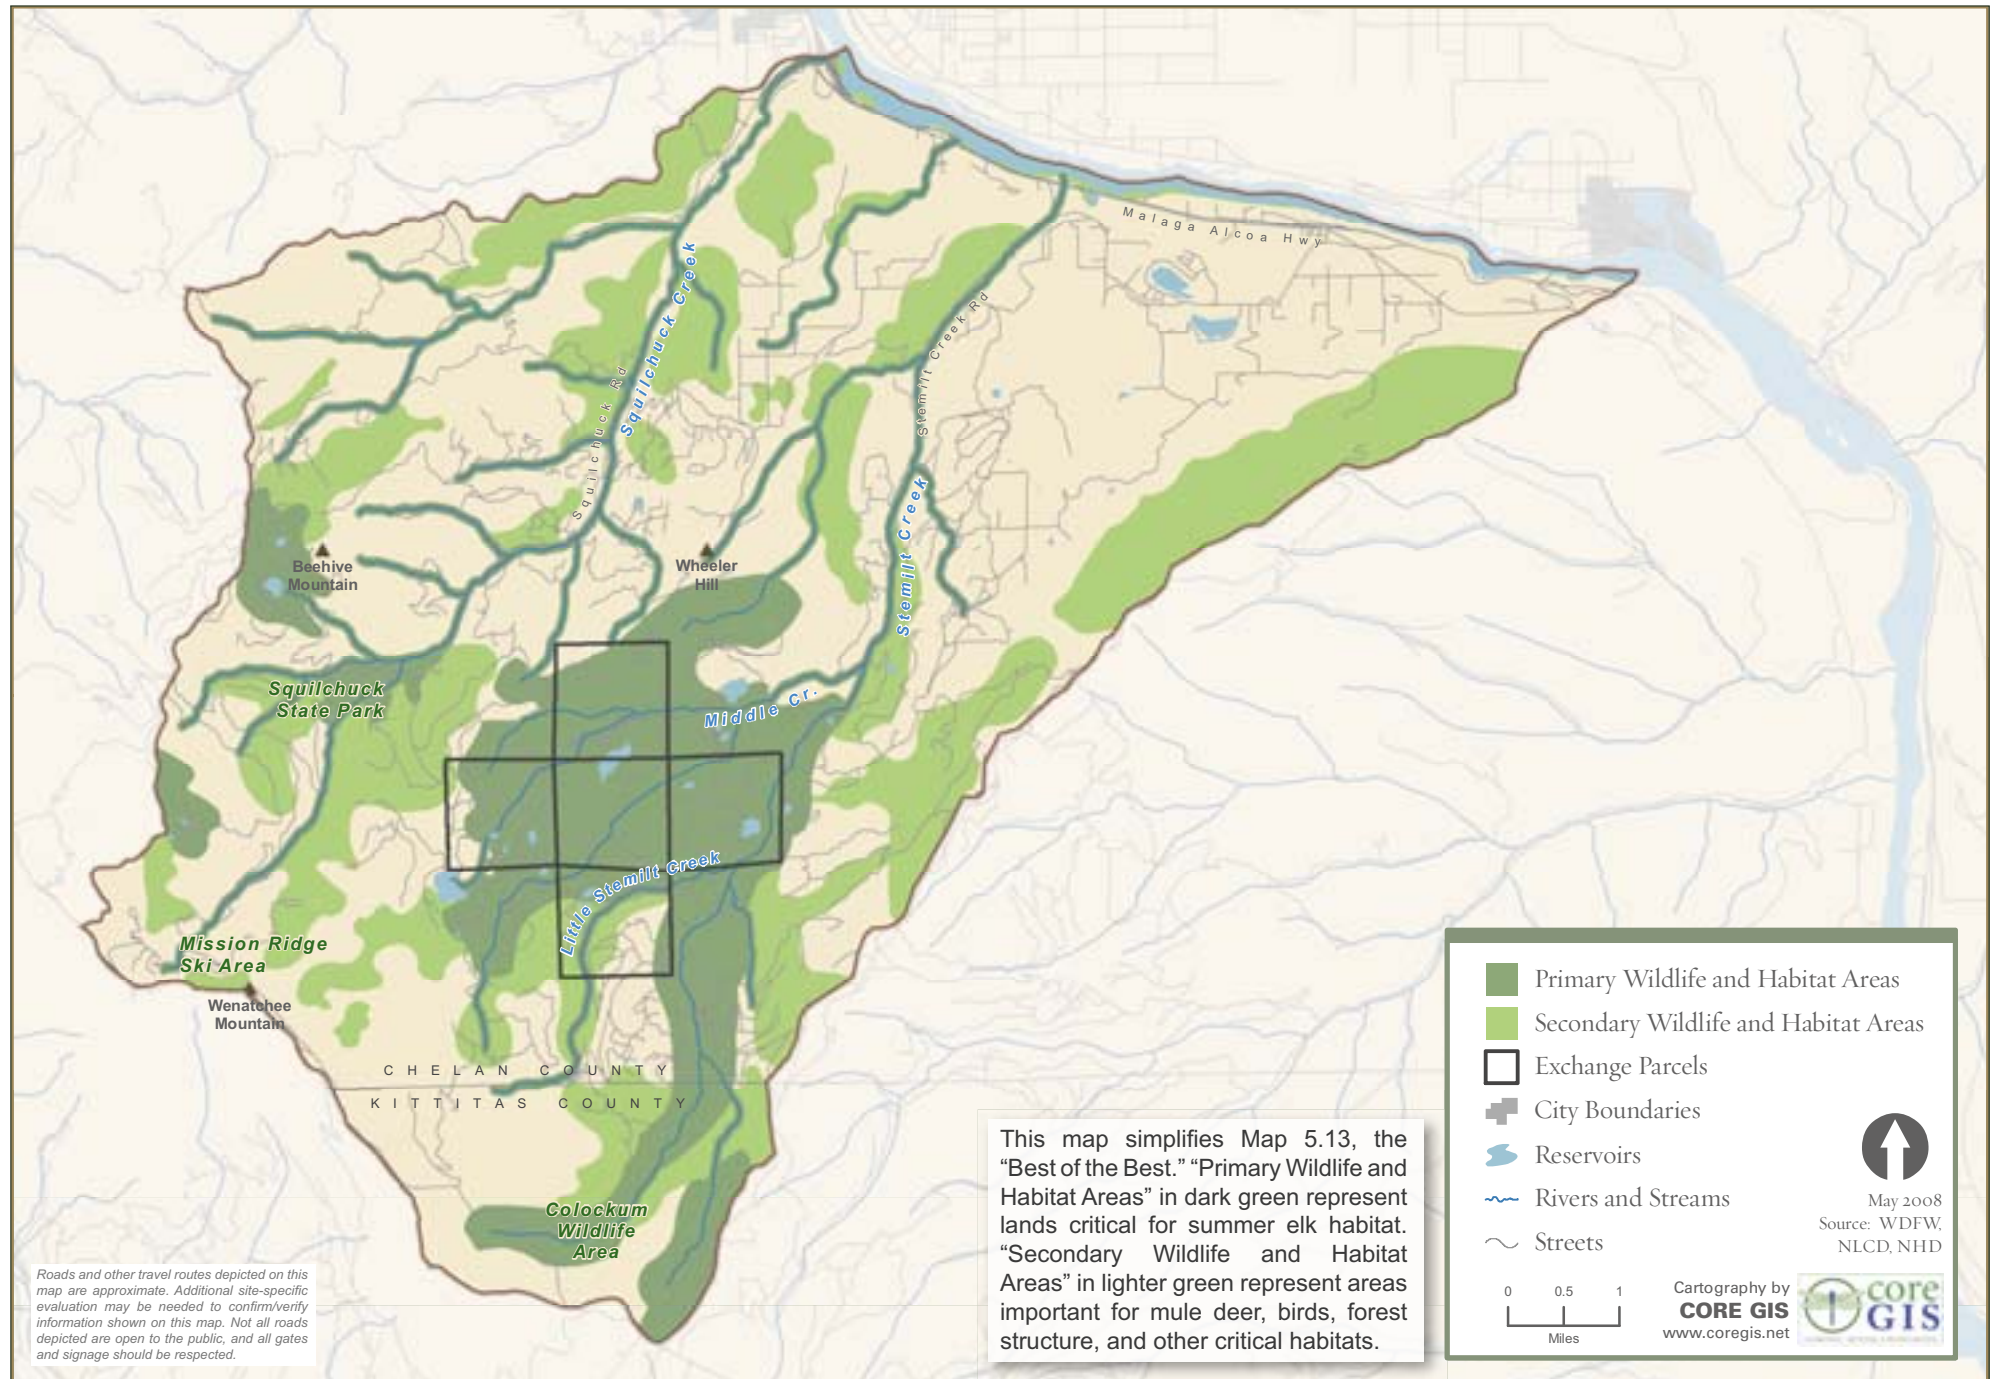 Malaga Alcoa Hwy
Squilchuck Creek
Stemilt Creek Rd
Squilchuck Rd
Stemilt Creek
Beehive
Mountain
Wheeler
Hill
Squilchuck
State Park
Middle Cr.
Little Stemilt Creek
Mission Ridge
Ski Area
Wenatchee
Mountain
CHELAN COUNTY
KITTITAS COUNTY
Colockum
Wildlife
Area
Roads and other travel routes depicted on this
map are approximate. Additional site-specific
evaluation may be needed to confirm/verify
information shown on this map. Not all roads
depicted are open to the public, and all gates
and signage should be respected.
This map simplifies Map 5.13, the
“Best of the Best.” “Primary Wildlife and
Habitat Areas” in dark green represent
lands critical for summer elk habitat.
“Secondary Wildlife and Habitat
Areas” in lighter green represent areas
important for mule deer, birds, forest
structure, and other critical habitats.
Primary Wildlife and Habitat Areas
Secondary Wildlife and Habitat Areas
Exchange Parcels
City Boundaries
Reservoirs
Rivers and Streams
Streets
May 2008
Source: WDFW,
NLCD, NHD
0 0.5 1
Miles
Cartography by
CORE GIS
www.coregis.net
core
GIS